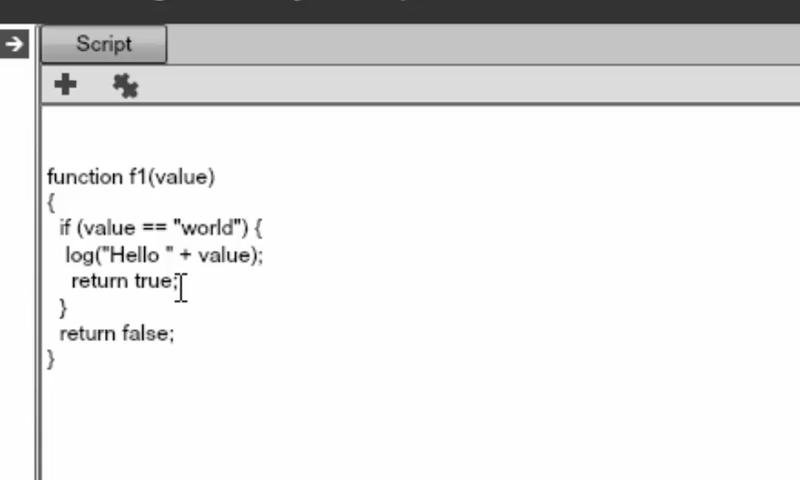 Script
function f1(value)
{
if (value == "world") {
log("Hello " + value);
return true;
}
return false;
}